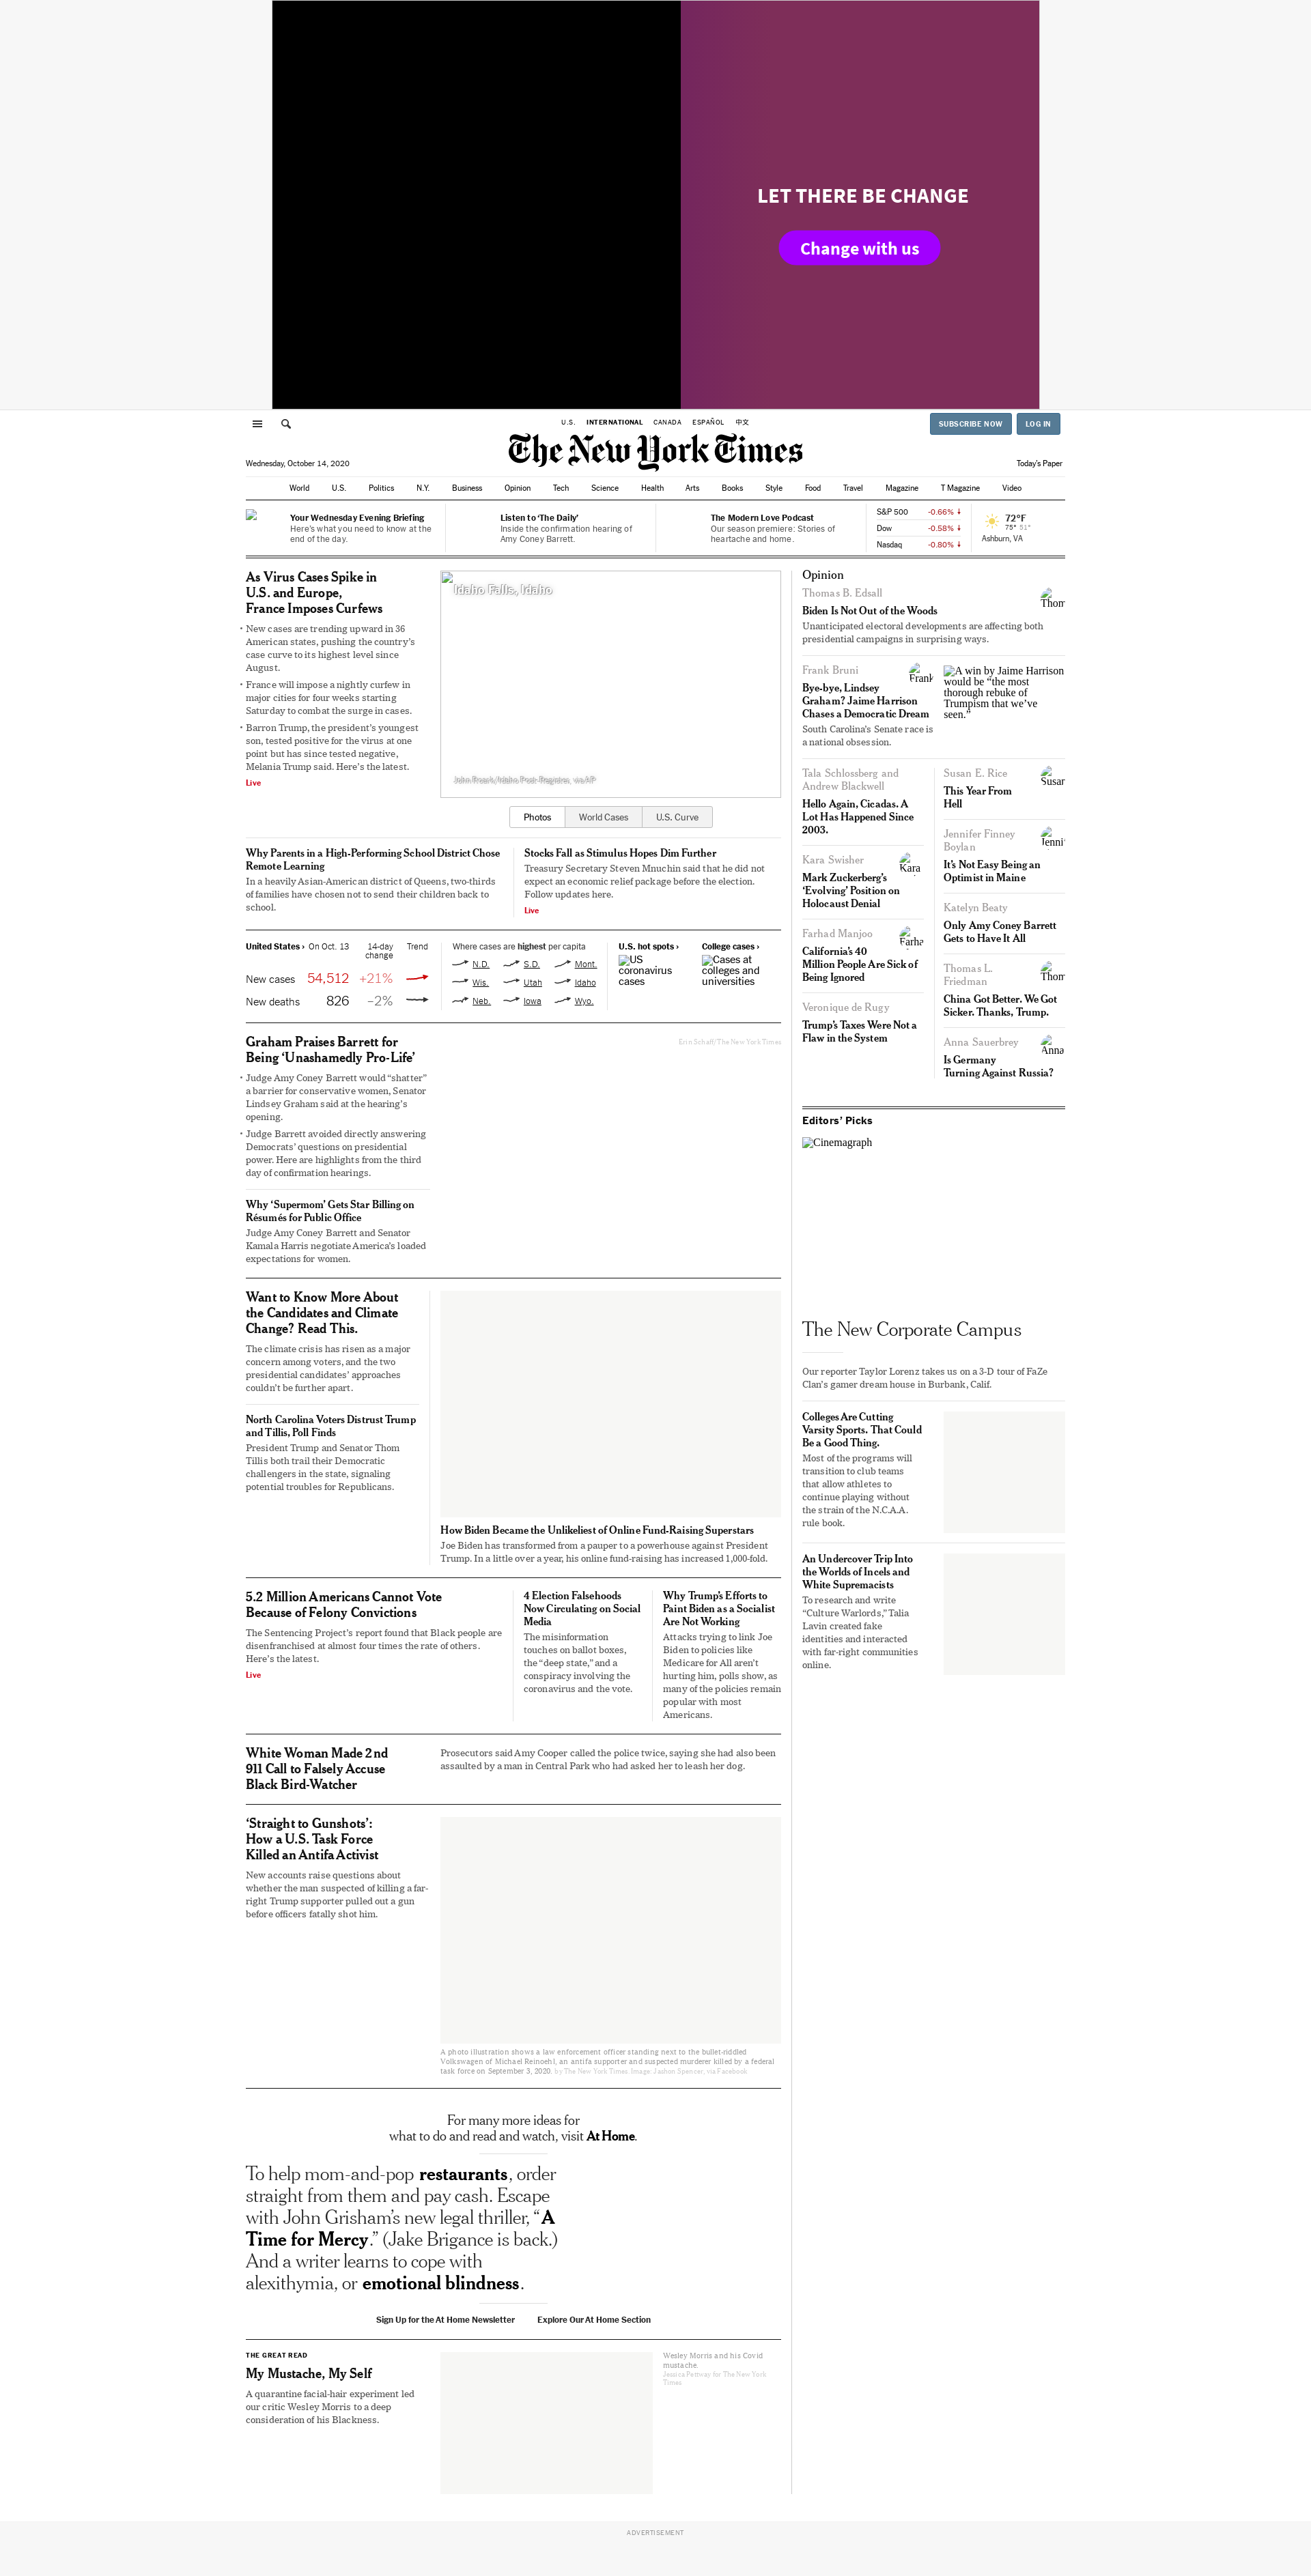 LET THERE BE CHANGE
Change with us
U.S. INTERNATIONAL CANADA ESPAÑOL 中文
SUBSCRIBE NOW LOG IN
The New York Times
Wednesday, October 14, 2020
Today's Paper
World U.S. Politics N.Y. Business Opinion Tech Science Health Arts Books Style Food Travel Magazine T Magazine Video
Your Wednesday Evening Briefing
Here's what you need to know at the
end of the day.
Listen to 'The Daily'
Inside the confirmation hearing of
Amy Coney Barrett.
The Modern Love Podcast
Our season premiere: Stories of
heartache and home.
S&P 500 -0.66%
Dow -0.58%
Nasdaq -0.80%
72°F
75° 51°
Ashburn, VA
As Virus Cases Spike in
U.S. and Europe,
France Imposes Curfews
New cases are trending upward in 36
American states, pushing the country's
case curve to its highest level since
August.
France will impose a nightly curfew in
major cities for four weeks starting
Saturday to combat the surge in cases.
Barron Trump, the president's youngest
son, tested positive for the virus at one
point but has since tested negative,
Melania Trump said. Here's the latest.
Live
Idaho Falls, Idaho
John Roark/Idaho Post-Register, via AP
Photos World Cases U.S. Curve
Why Parents in a High-Performing School District Chose
Remote Learning
In a heavily Asian-American district of Queens, two-thirds
of families have chosen not to send their children back to
school.
Stocks Fall as Stimulus Hopes Dim Further
Treasury Secretary Steven Mnuchin said that he did not
expect an economic relief package before the election.
Follow updates here.
Live
United States › On Oct. 13 14-day
change Trend
New cases 54,512 +21%
New deaths 826 –2%
Where cases are highest per capita
N.D. S.D. Mont.
Wis. Utah Idaho
Neb. Iowa Wyo.
U.S. hot spots ›
US
coronavirus
cases
College cases ›
Cases at
colleges and
universities
Graham Praises Barrett for
Being 'Unashamedly Pro-Life'
Judge Amy Coney Barrett would "shatter"
a barrier for conservative women, Senator
Lindsey Graham said at the hearing's
opening.
Judge Barrett avoided directly answering
Democrats' questions on presidential
power. Here are highlights from the third
day of confirmation hearings.
Erin Schaff/The New York Times
Why 'Supermom' Gets Star Billing on
Résumés for Public Office
Judge Amy Coney Barrett and Senator
Kamala Harris negotiate America's loaded
expectations for women.
Want to Know More About
the Candidates and Climate
Change? Read This.
The climate crisis has risen as a major
concern among voters, and the two
presidential candidates' approaches
couldn't be further apart.
North Carolina Voters Distrust Trump
and Tillis, Poll Finds
President Trump and Senator Thom
Tillis both trail their Democratic
challengers in the state, signaling
potential troubles for Republicans.
How Biden Became the Unlikeliest of Online Fund-Raising Superstars
Joe Biden has transformed from a pauper to a powerhouse against President
Trump. In a little over a year, his online fund-raising has increased 1,000-fold.
5.2 Million Americans Cannot Vote
Because of Felony Convictions
The Sentencing Project's report found that Black people are
disenfranchised at almost four times the rate of others.
Here's the latest.
Live
4 Election Falsehoods
Now Circulating on Social
Media
The misinformation
touches on ballot boxes,
the "deep state," and a
conspiracy involving the
coronavirus and the vote.
Why Trump's Efforts to
Paint Biden as a Socialist
Are Not Working
Attacks trying to link Joe
Biden to policies like
Medicare for All aren't
hurting him, polls show, as
many of the policies remain
popular with most
Americans.
White Woman Made 2nd
911 Call to Falsely Accuse
Black Bird-Watcher
Prosecutors said Amy Cooper called the police twice, saying she had also been
assaulted by a man in Central Park who had asked her to leash her dog.
'Straight to Gunshots':
How a U.S. Task Force
Killed an Antifa Activist
New accounts raise questions about
whether the man suspected of killing a far-
right Trump supporter pulled out a gun
before officers fatally shot him.
A photo illustration shows a law enforcement officer standing next to the bullet-riddled
Volkswagen of Michael Reinoehl, an antifa supporter and suspected murderer killed by a federal
task force on September 3, 2020. by The New York Times. Image: Jashon Spencer, via Facebook
For many more ideas for
what to do and read and watch, visit At Home.
To help mom-and-pop restaurants, order
straight from them and pay cash. Escape
with John Grisham's new legal thriller, "A
Time for Mercy." (Jake Brigance is back.)
And a writer learns to cope with
alexithymia, or emotional blindness.
Sign Up for the At Home Newsletter Explore Our At Home Section
THE GREAT READ
My Mustache, My Self
A quarantine facial-hair experiment led
our critic Wesley Morris to a deep
consideration of his Blackness.
Wesley Morris and his Covid
mustache.
Jessica Pettway for The New York
Times
Opinion
Thomas B. Edsall
Thom
Biden Is Not Out of the Woods
Unanticipated electoral developments are affecting both
presidential campaigns in surprising ways.
Frank Bruni
Frank
Bye-bye, Lindsey
Graham? Jaime Harrison
Chases a Democratic Dream
South Carolina's Senate race is
a national obsession.
A win by Jaime Harrison
would be "the most
thorough rebuke of
Trumpism that we've
seen."
Tala Schlossberg and
Andrew Blackwell
Hello Again, Cicadas. A
Lot Has Happened Since
2003.
Kara Swisher
Kara
Mark Zuckerberg's
'Evolving' Position on
Holocaust Denial
Farhad Manjoo
Farha
California's 40
Million People Are Sick of
Being Ignored
Veronique de Rugy
Trump's Taxes Were Not a
Flaw in the System
Susan E. Rice
Susar
This Year From
Hell
Jennifer Finney
Boylan
Jenni
It's Not Easy Being an
Optimist in Maine
Katelyn Beaty
Only Amy Coney Barrett
Gets to Have It All
Thomas L.
Friedman
Thom
China Got Better. We Got
Sicker. Thanks, Trump.
Anna Sauerbrey
Anna
Is Germany
Turning Against Russia?
Editors' Picks
Cinemagraph
The New Corporate Campus
Our reporter Taylor Lorenz takes us on a 3-D tour of FaZe
Clan's gamer dream house in Burbank, Calif.
Colleges Are Cutting
Varsity Sports. That Could
Be a Good Thing.
Most of the programs will
transition to club teams
that allow athletes to
continue playing without
the strain of the N.C.A.A.
rule book.
An Undercover Trip Into
the Worlds of Incels and
White Supremacists
To research and write
"Culture Warlords," Talia
Lavin created fake
identities and interacted
with far-right communities
online.
ADVERTISEMENT